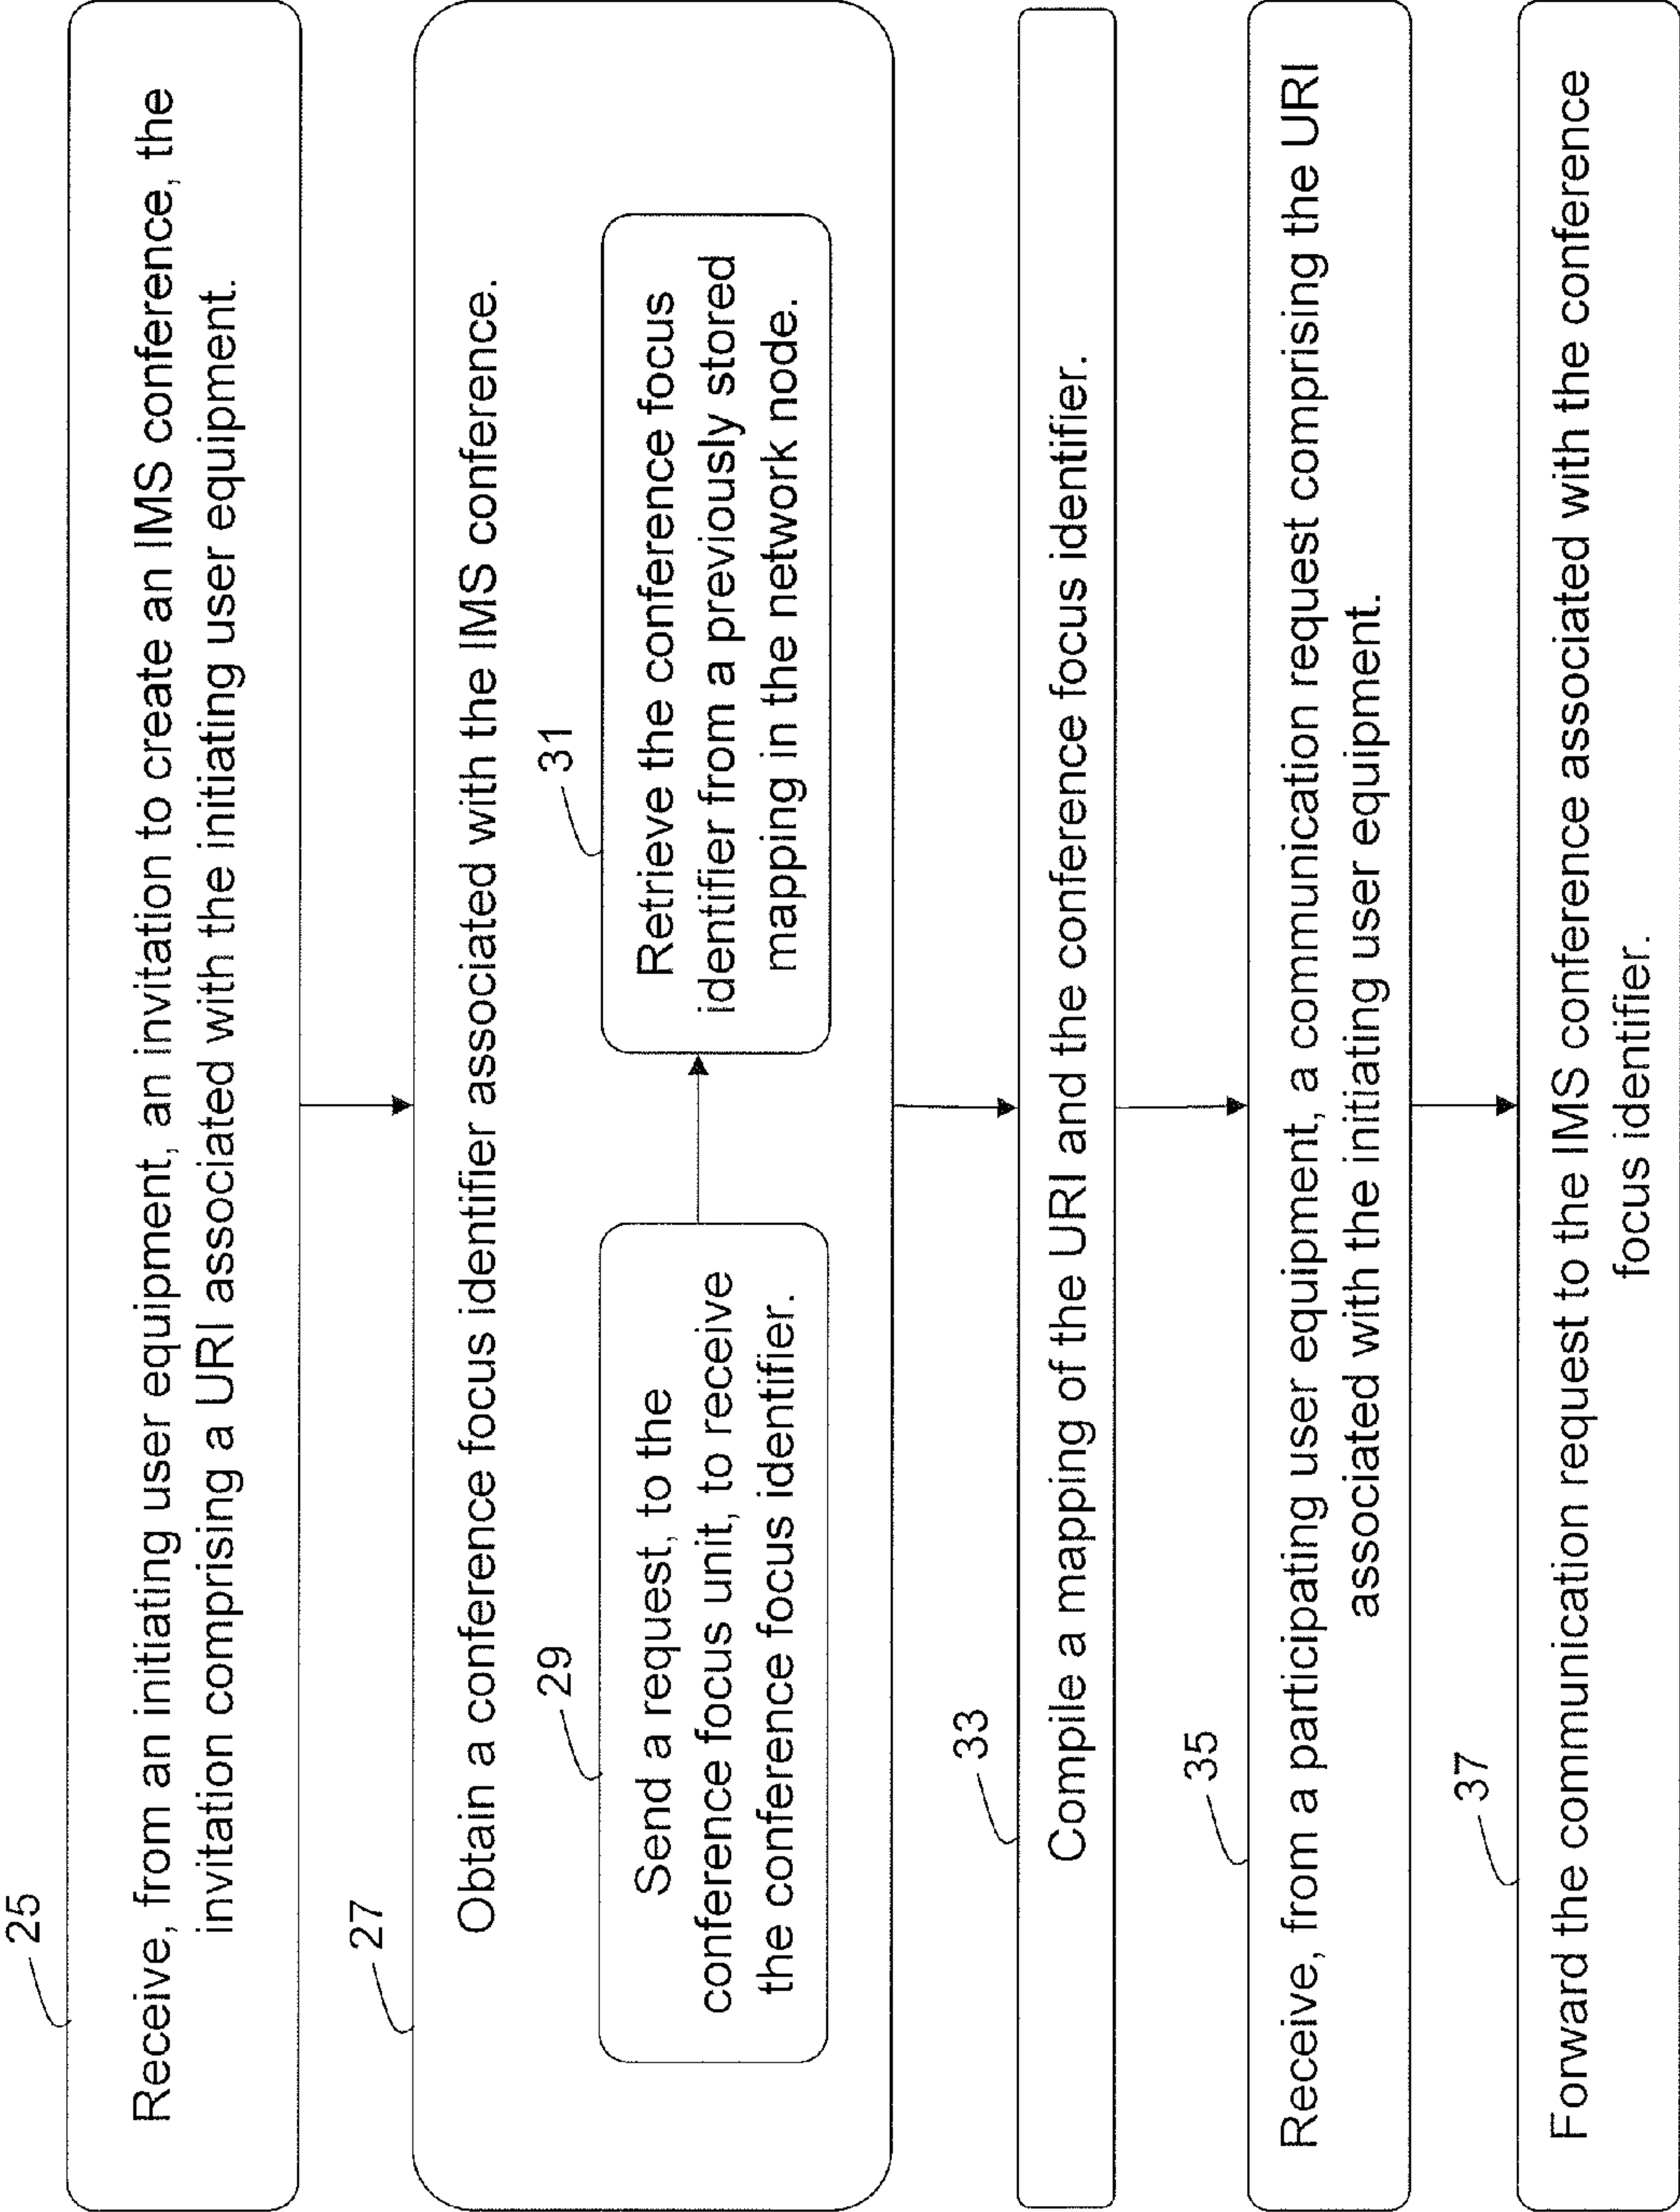 25
Receive, from an initiating user equipment, an invitation to create an IMS conference, the
invitation comprising a URI associated with the initiating user equipment.
27
Obtain a conference focus identifier associated with the IMS conference.
29
Send a request, to the
conference focus unit, to receive
the conference focus identifier.
31
Retrieve the conference focus
identifier from a previously stored
mapping in the network node.
33
Compile a mapping of the URI and the conference focus identifier.
35
Receive, from a participating user equipment, a communication request comprising the URI
associated with the initiating user equipment.
37
Forward the communication request to the IMS conference associated with the conference
focus identifier.